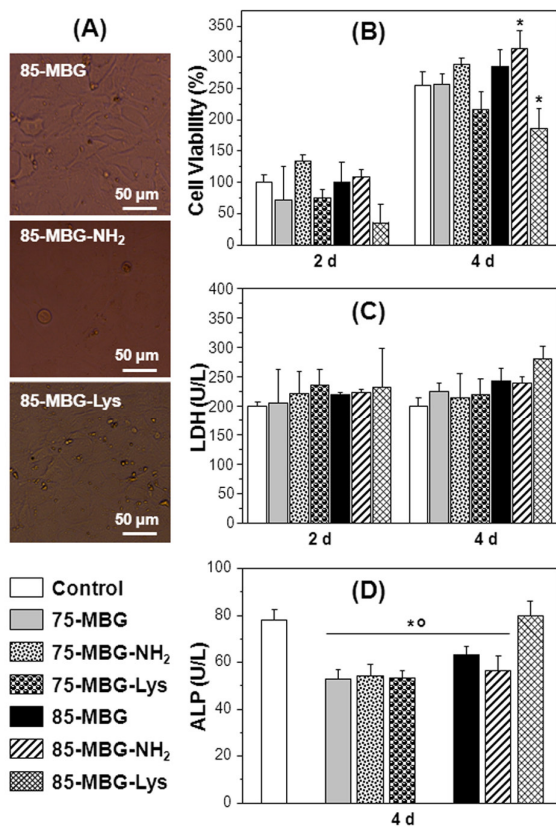 (A)
85-MBG
50 µm
85-MBG-NH₂
50 µm
85-MBG-Lys
50 µm
Control
75-MBG
75-MBG-NH₂
75-MBG-Lys
85-MBG
85-MBG-NH₂
85-MBG-Lys
(B)
Cell Viability (%)
350
300
250
200
150
100
50
0
*
*
2 d
4 d
(C)
LDH (U/L)
400
350
300
250
200
150
100
50
0
2 d
4 d
(D)
ALP (U/L)
100
80
60
40
20
0
*°
4 d